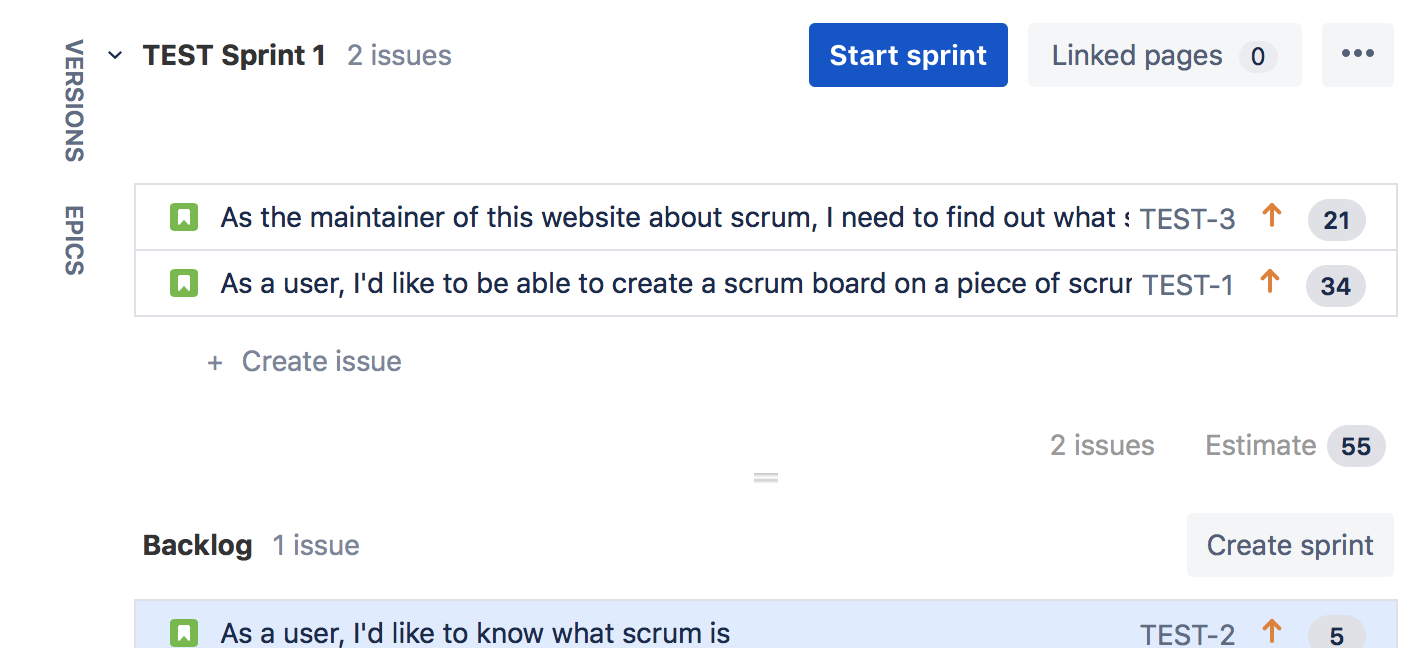 VERSIONS
EPICS
TEST Sprint 1 2 issues Start sprint Linked pages 0
As the maintainer of this website about scrum, I need to find out what TEST-3 21
As a user, I'd like to be able to create a scrum board on a piece of TEST-1 34
+ Create issue
2 issues Estimate 55
Backlog 1 issue Create sprint
As a user, I'd like to know what scrum is TEST-2 5